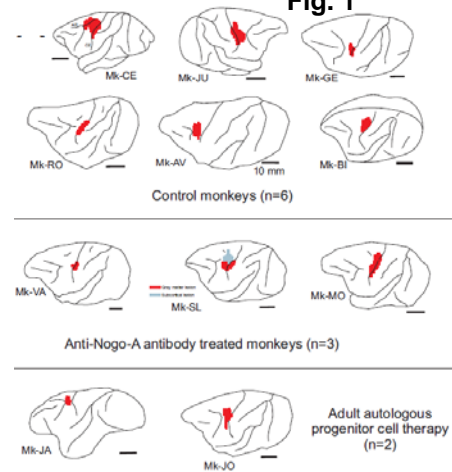 Fig. 1
Mk-CE
Mk-JU
Mk-GE
Mk-RO
Mk-AV
10 mm
Mk-BI
Control monkeys (n=6)
Mk-VA
Mk-SL
Mk-MO
Anti-Nogo-A antibody treated monkeys (n=3)
Mk-JA
Mk-JO
Adult autologous
progenitor cell therapy
(n=2)